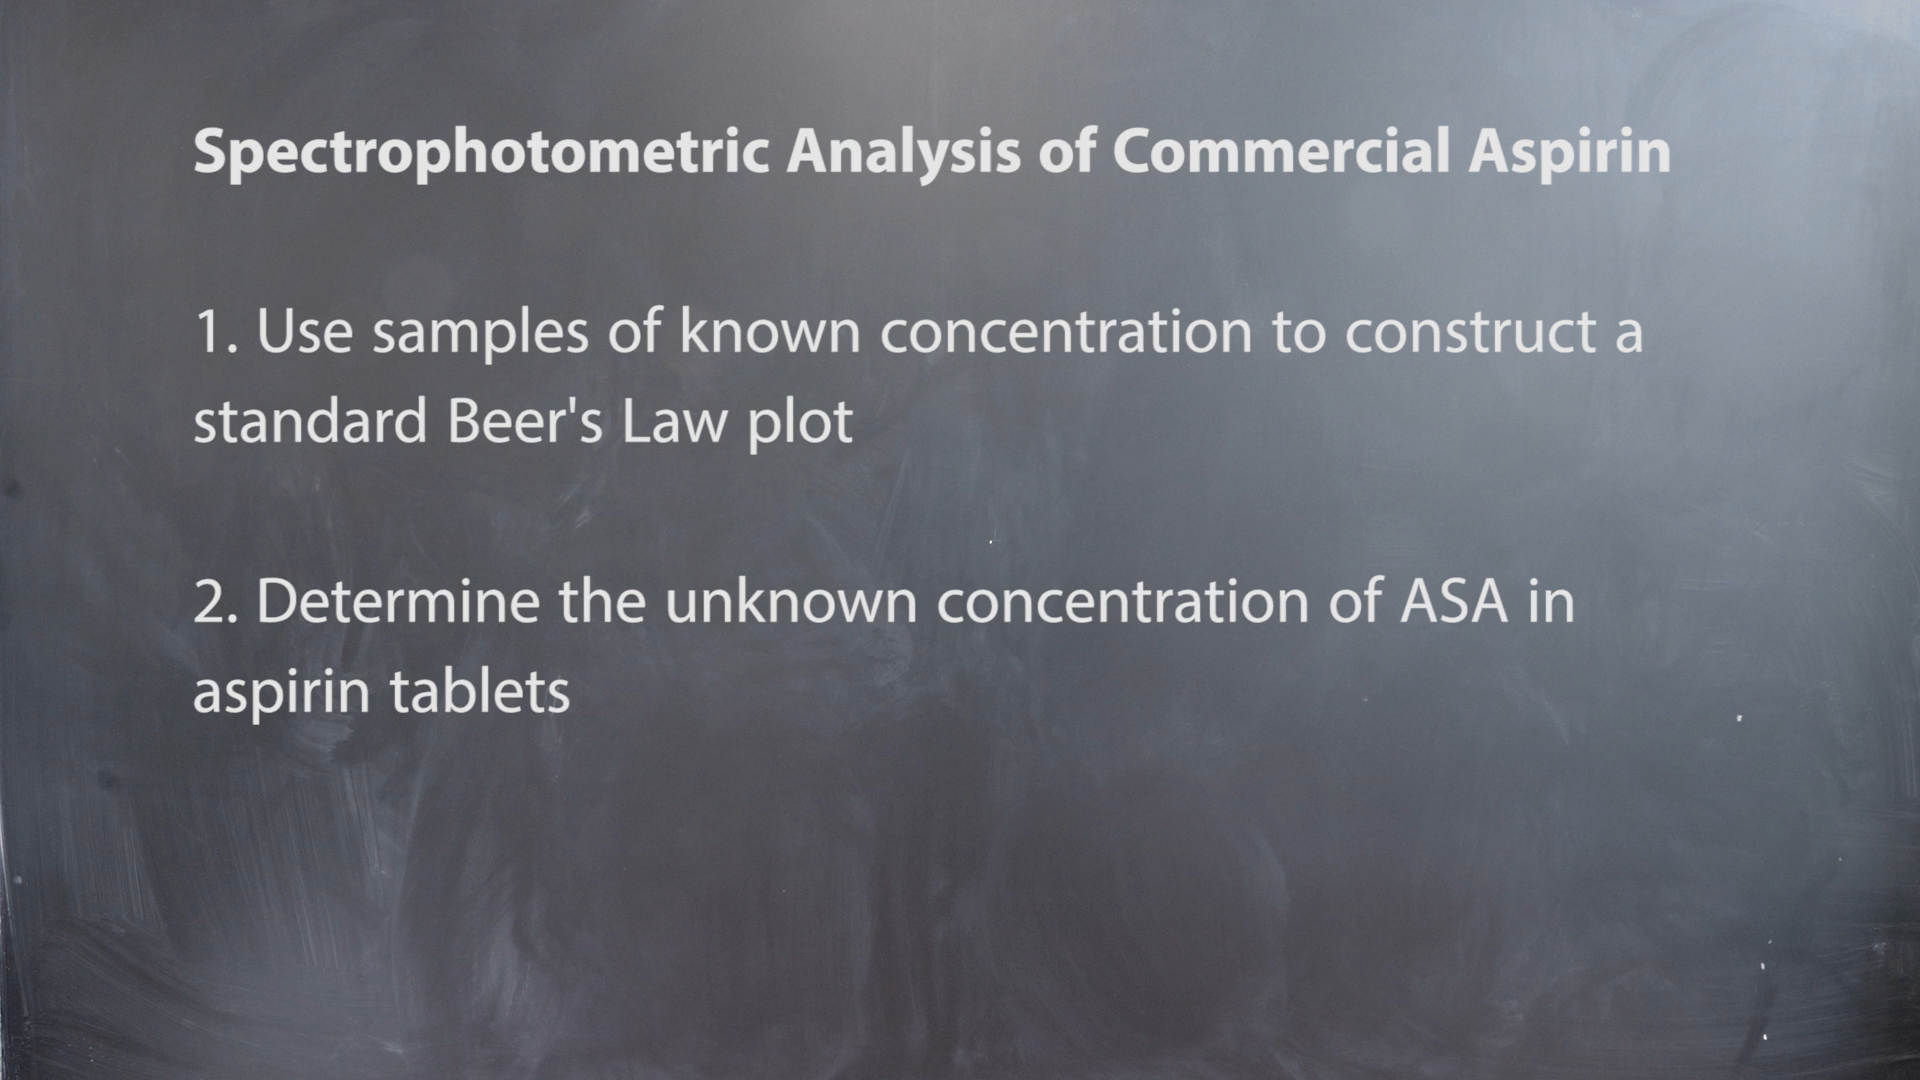 Spectrophotometric Analysis of Commercial Aspirin
1. Use samples of known concentration to construct a
standard Beer's Law plot
2. Determine the unknown concentration of ASA in
aspirin tablets